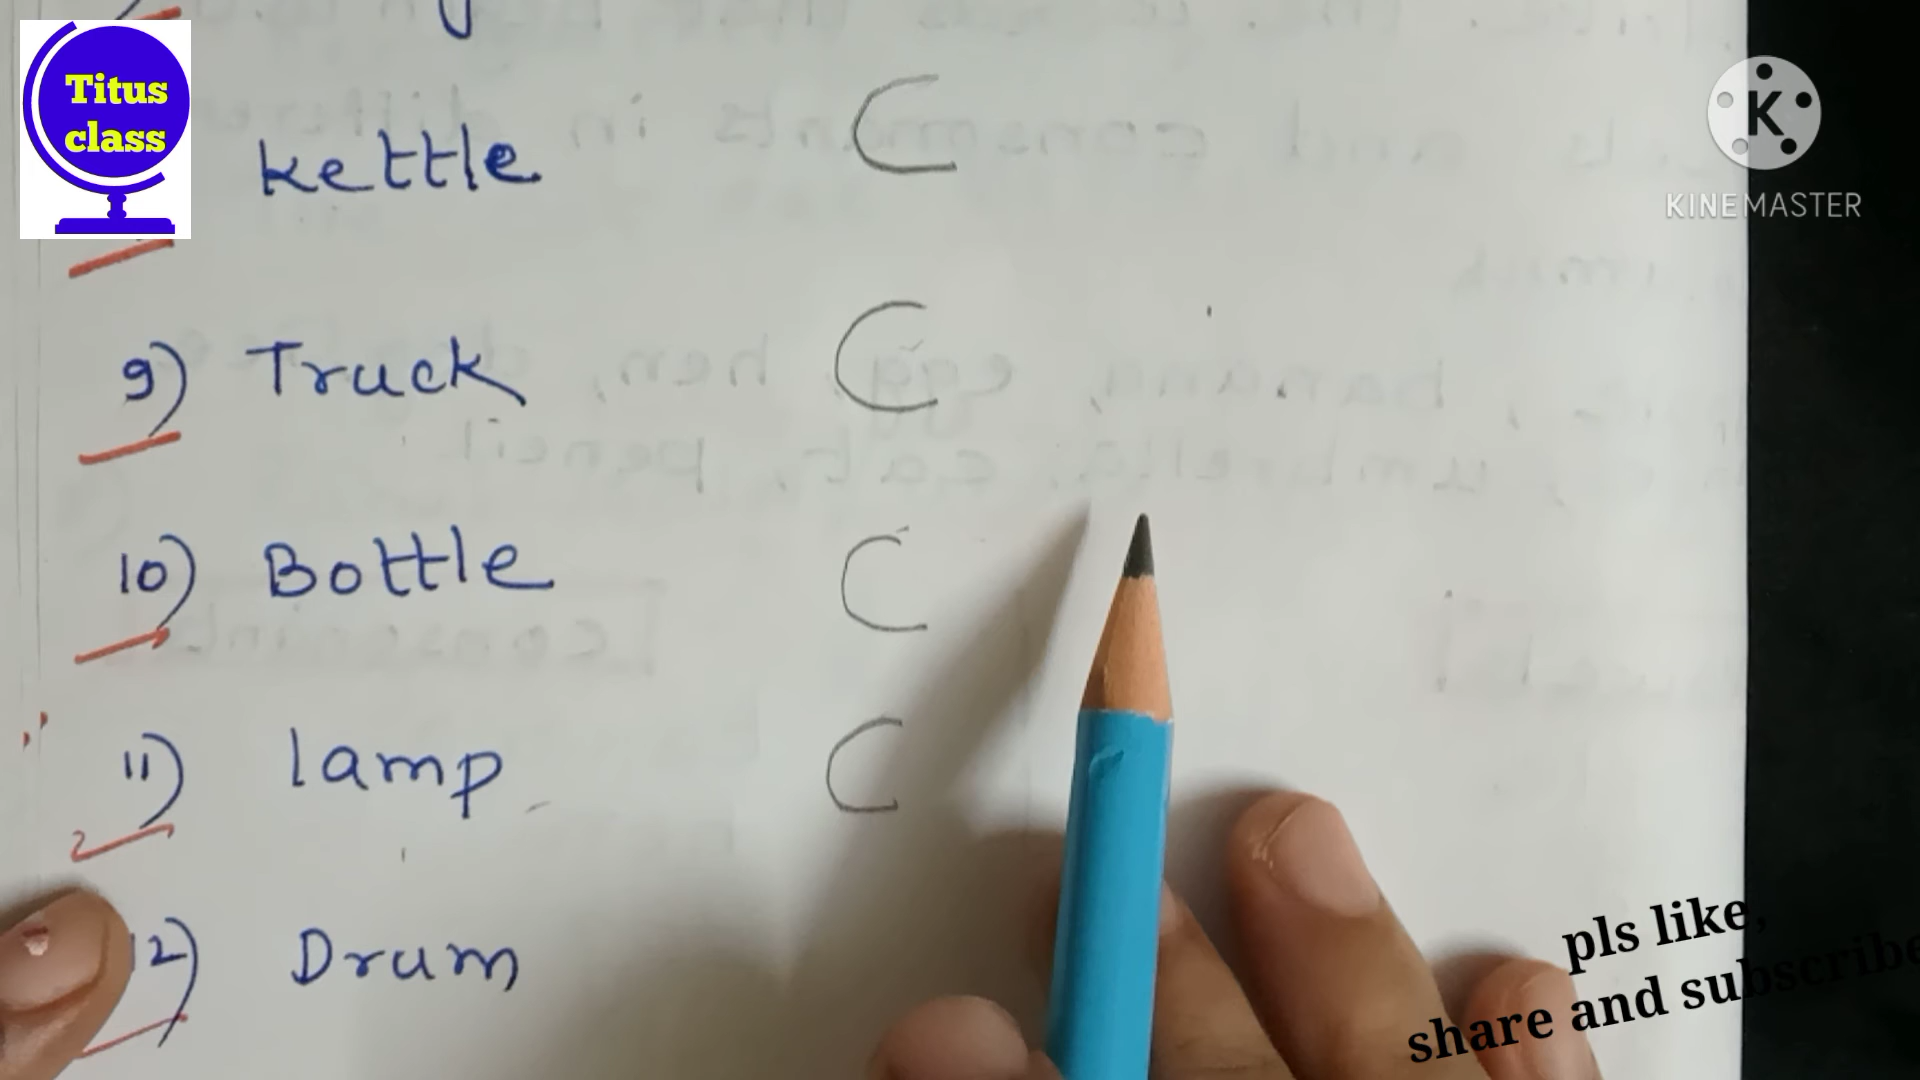 Titus
class
kettle C
KINEMASTER
9) Truck C
10) Bottle C
11) lamp C
12) Drum
pls like,
share and subscribe